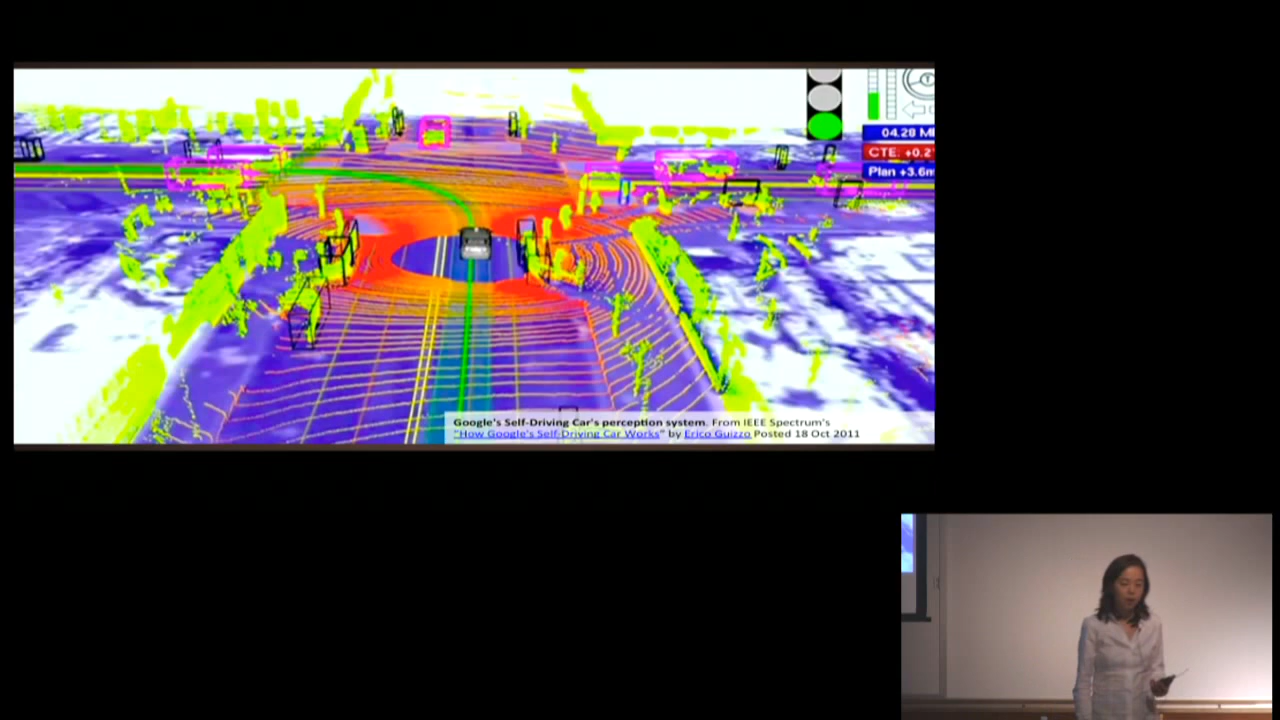 04.28 M
CTE. +0.2
Plan +3.6m
Google's Self-Driving Car's perception system. From IEEE Spectrum's
"How Google's Self-Driving Car Works" by Erico Guizzo Posted 18 Oct 2011